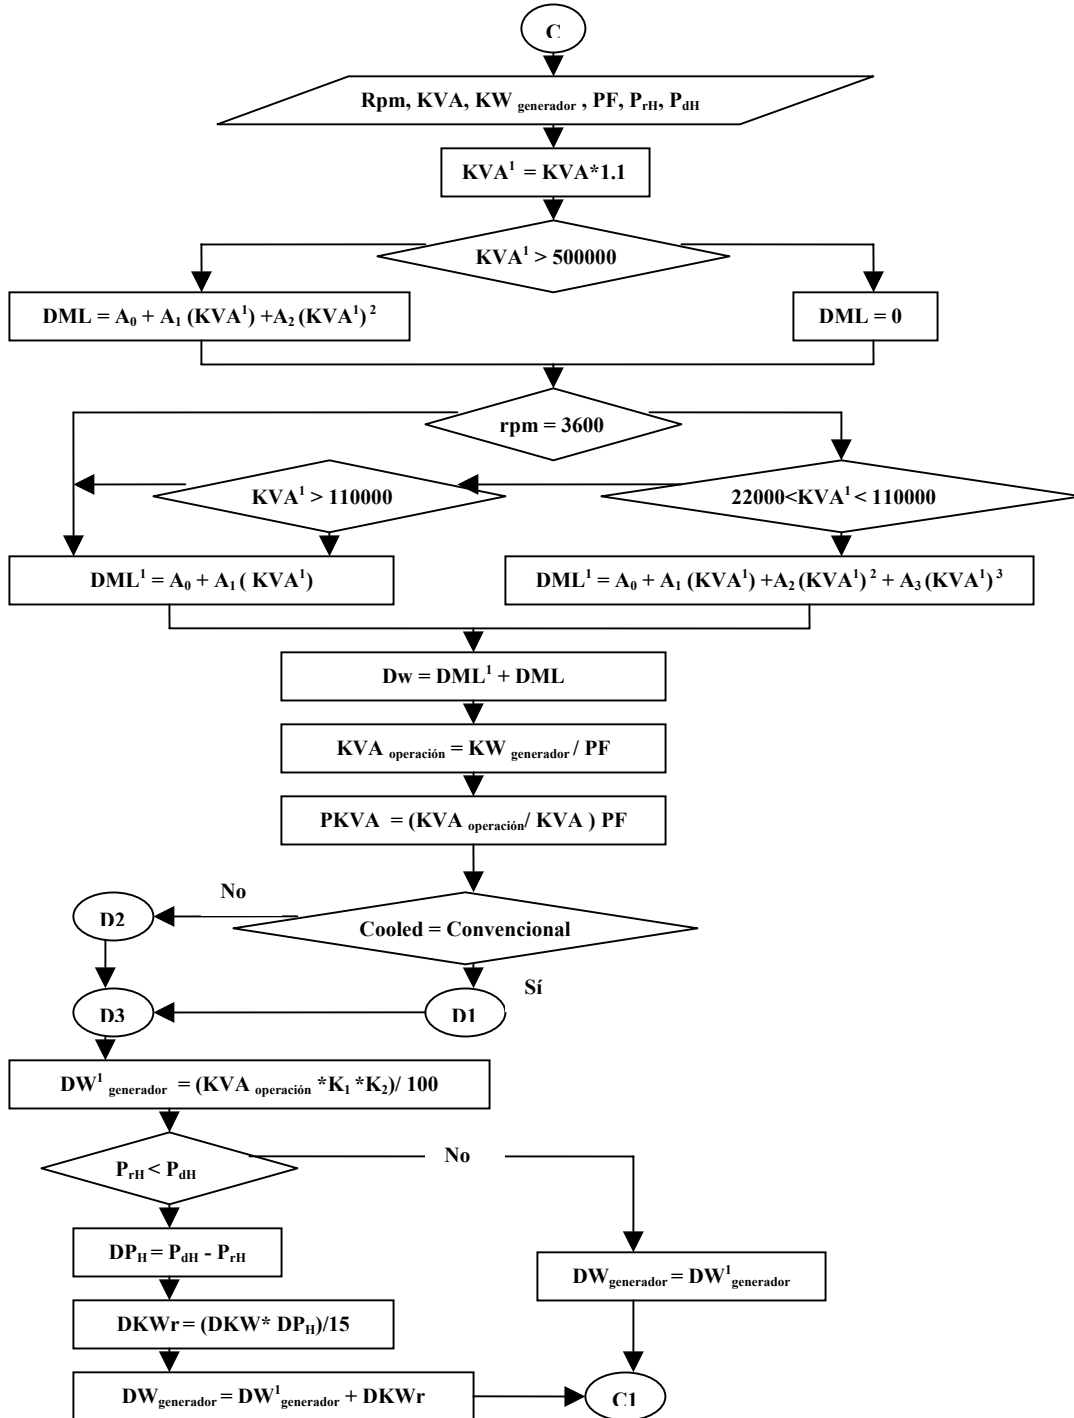 C
Rpm, KVA, KW generador , PF, PrH, PdH
KVA¹ = KVA*1.1
KVA¹ > 500000
DML = A₀ + A₁ (KVA¹) +A₂ (KVA¹) ²
DML = 0
rpm = 3600
KVA¹ > 110000
22000<KVA¹ < 110000
DML¹ = A₀ + A₁ ( KVA¹)
DML¹ = A₀ + A₁ (KVA¹) +A₂ (KVA¹) ² + A₃ (KVA¹) ³
Dw = DML¹ + DML
KVA operación = KW generador / PF
PKVA = (KVA operación/ KVA ) PF
No
D2
Cooled = Convencional
Sí
D3
D1
DW¹ generador = (KVA operación *K₁ *K₂)/ 100
PrH < PdH
No
DPH = PdH - PrH
DWgenerador = DW¹generador
DKWr = (DKW* DPH)/15
DWgenerador = DW¹generador + DKWr
C1